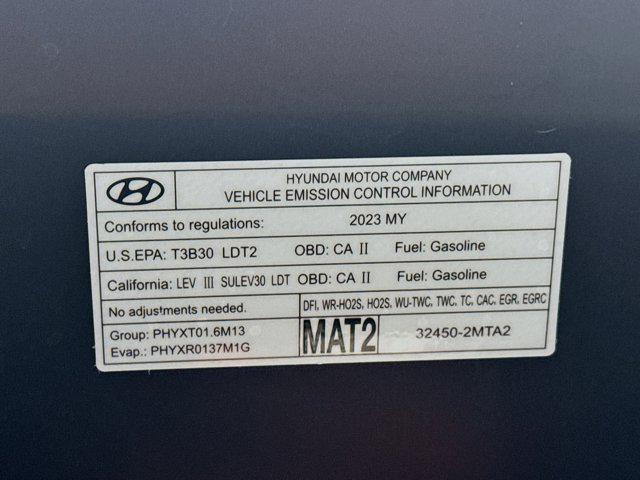 HYUNDAI MOTOR COMPANY
VEHICLE EMISSION CONTROL INFORMATION
Conforms to regulations: 2023 MY
U.S.EPA: T3B30 LDT2 OBD: CA II Fuel: Gasoline
California: LEV III SULEV30 LDT OBD: CA II Fuel: Gasoline
No adjustments needed. DFI, WR-HO2S, HO2S, WU-TWC, TWC, TC, CAC, EGR, EGRC
Group: PHYXT01.6M13 MAT2 32450-2MTA2
Evap.: PHYXR0137M1G